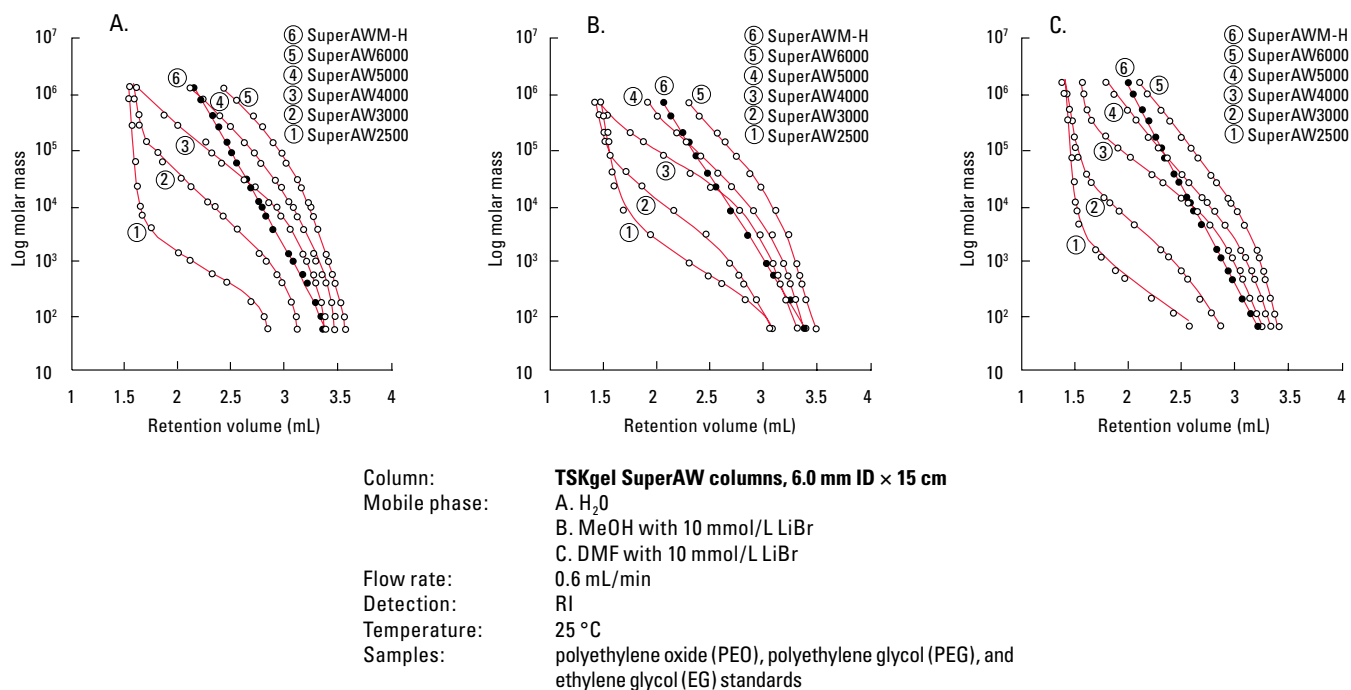 A.
10⁷
10⁶
10⁵
10⁴
10³
10²
10
Log molar mass
1 1.5 2 2.5 3 3.5 4
Retention volume (mL)
⑥ SuperAWM-H
⑤ SuperAW6000
④ SuperAW5000
③ SuperAW4000
② SuperAW3000
① SuperAW2500
⑥
⑤
④
③
②
①
B.
10⁷
10⁶
10⁵
10⁴
10³
10²
10
Log molar mass
1 1.5 2 2.5 3 3.5 4
Retention volume (mL)
⑥ SuperAWM-H
⑤ SuperAW6000
④ SuperAW5000
③ SuperAW4000
② SuperAW3000
① SuperAW2500
④ ⑥ ⑤
③
②
①
C.
10⁷
10⁶
10⁵
10⁴
10³
10²
10
Log molar mass
1 1.5 2 2.5 3 3.5 4
Retention volume (mL)
⑥ SuperAWM-H
⑤ SuperAW6000
④ SuperAW5000
③ SuperAW4000
② SuperAW3000
① SuperAW2500
⑥
⑤
④
③
②
①
Column: TSKgel SuperAW columns, 6.0 mm ID × 15 cm
Mobile phase: A. H₂0
B. MeOH with 10 mmol/L LiBr
C. DMF with 10 mmol/L LiBr
Flow rate: 0.6 mL/min
Detection: RI
Temperature: 25 °C
Samples: polyethylene oxide (PEO), polyethylene glycol (PEG), and
ethylene glycol (EG) standards